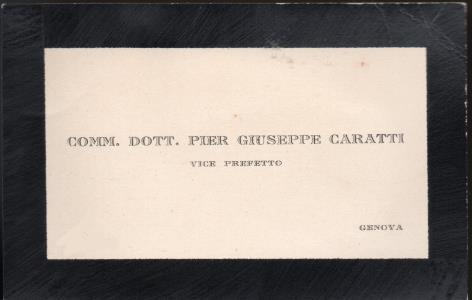 COMM. DOTT. PIER GIUSEPPE CARATTI
VICE PREFETTO
GENOVA